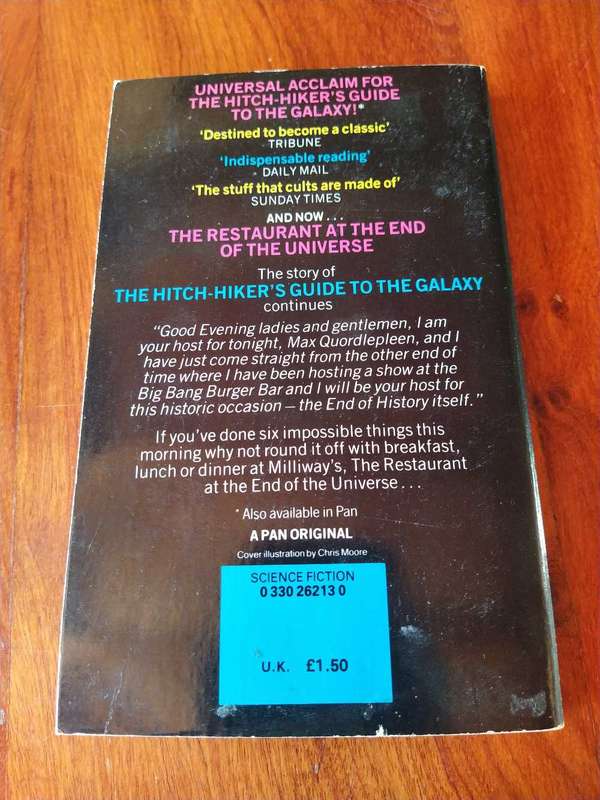 UNIVERSAL ACCLAIM FOR
THE HITCH-HIKER'S GUIDE
TO THE GALAXY!*
'Destined to become a classic'
TRIBUNE
'Indispensable reading'
DAILY MAIL
'The stuff that cults are made of'
SUNDAY TIMES
AND NOW...
THE RESTAURANT AT THE END
OF THE UNIVERSE
The story of
THE HITCH-HIKER'S GUIDE TO THE GALAXY
continues
"Good Evening ladies and gentlemen, I am
your host for tonight, Max Quordlepleen, and I
have just come straight from the other end of
time where I have been hosting a show at the
Big Bang Burger Bar and I will be your host for
this historic occasion – the End of History itself."
If you've done six impossible things this
morning why not round it off with breakfast,
lunch or dinner at Milliway's, The Restaurant
at the End of the Universe...
* Also available in Pan
A PAN ORIGINAL
Cover illustration by Chris Moore
SCIENCE FICTION
0 330 26213 0
U.K. £1.50